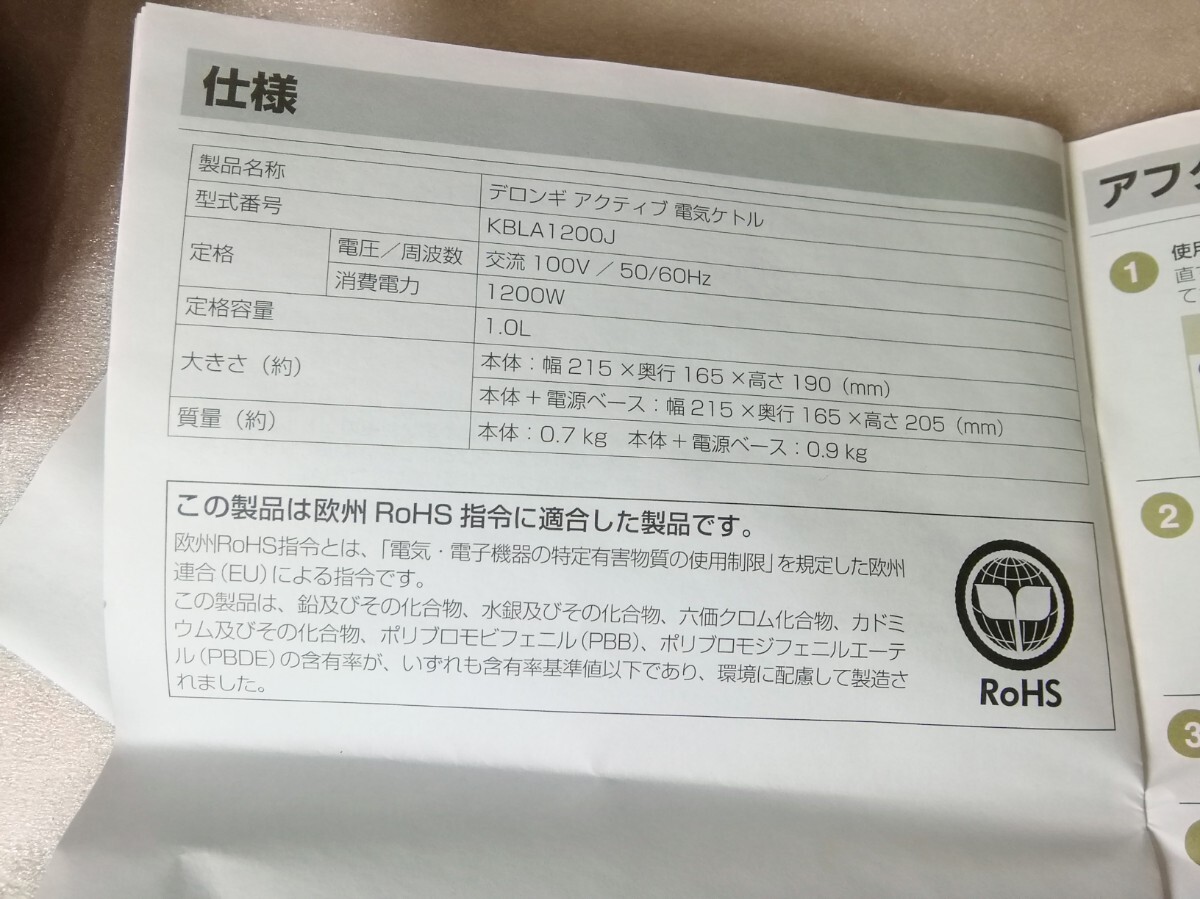 仕様
製品名称 デロンギ アクティブ 電気ケトル
型式番号 KBLA1200J
定格 電圧／周波数 交流 100V ／ 50/60Hz
消費電力 1200W
定格容量 1.0L
大きさ（約） 本体：幅 215 ×奥行 165 ×高さ 190（mm）
本体 + 電源ベース：幅 215 ×奥行 165 ×高さ 205（mm）
質量（約） 本体：0.7 kg 本体 + 電源ベース：0.9 kg
この製品は欧州 RoHS 指令に適合した製品です。
欧州RoHS指令とは、「電気・電子機器の特定有害物質の使用制限」を規定した欧州
連合（EU）による指令です。
この製品は、鉛及びその化合物、水銀及びその化合物、六価クロム化合物、カドミ
ウム及びその化合物、ポリブロモビフェニル（PBB）、ポリブロモジフェニルエーテ
ル（PBDE）の含有率が、いずれも含有率基準値以下であり、環境に配慮して製造さ
れました。
RoHS
アフ
1 使用
直
て
2
3